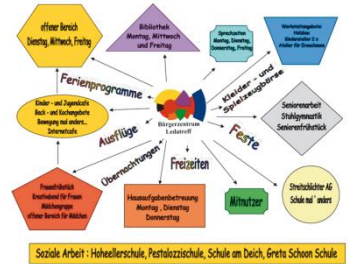 offener Bereich
Dienstag, Mittwoch, Freitag
Bibliothek
Montag, Mittwoch
und Freitag
Sprechzeiten
Montag, Dienstag,
Donnerstag, Freitag
Werkstattangebote
Holzbau
Atelier für Erwachsene
Ferienprogramme
Kleider - und
Spielzeugbörse
Kinder - und Jugendcafe
Back - und Kochangebote
Bewegung mal anders...
Internetcafe
Ausflüge
Bürgerzentrum
Ledatreff
Feste
Seniorenarbeit
Stuhlgymnastik
Seniorenfrühstück
Übernachtungen
Freizeiten
Frauenfrühstück
Kreativabend für Frauen
Mädchengruppe
offener Bereich für Mädchen
Hausaufgabenbetreuung
Montag, Dienstag
Donnerstag
Mitnutzer
Streitschlichter AG
Schule mal anders
Soziale Arbeit : Hoheellerschule, Pestalozzischule, Schule am Deich, Greta Schoon Schule